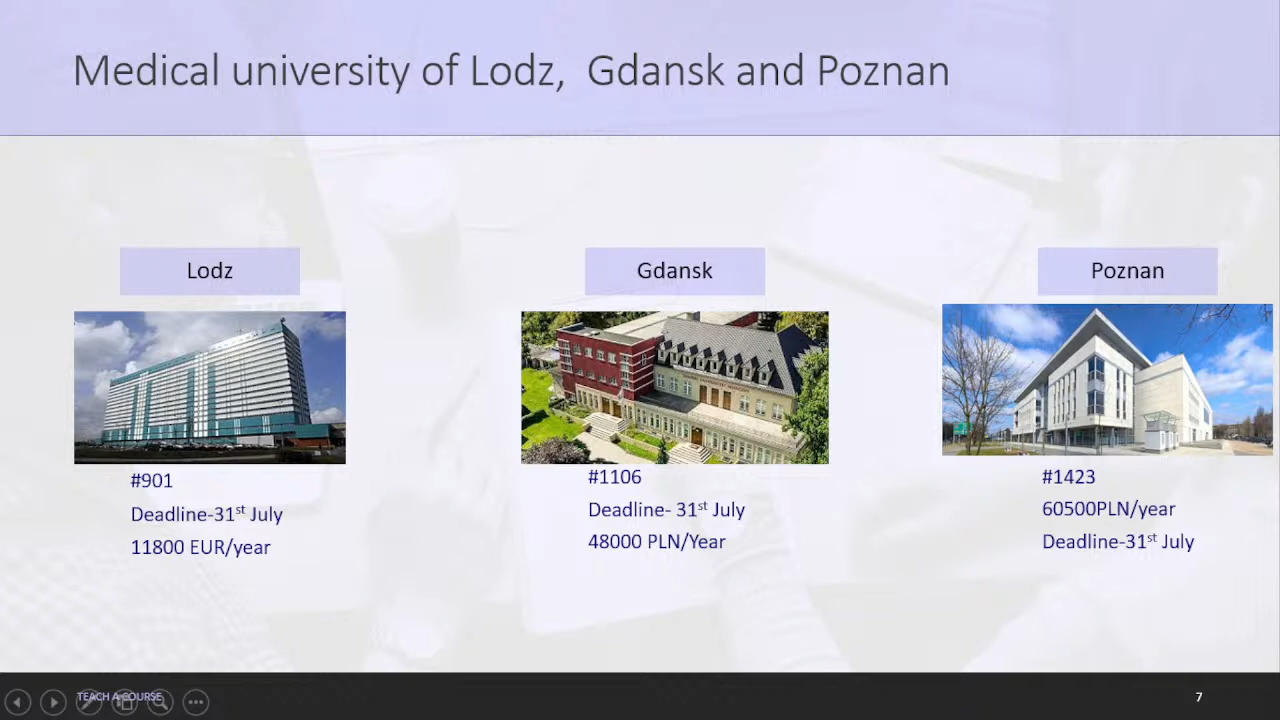 Medical university of Lodz, Gdansk and Poznan
Lodz
#901
Deadline-31st July
11800 EUR/year
Gdansk
#1106
Deadline- 31st July
48000 PLN/Year
Poznan
#1423
60500PLN/year
Deadline-31st July
TEACH A COURSE
7